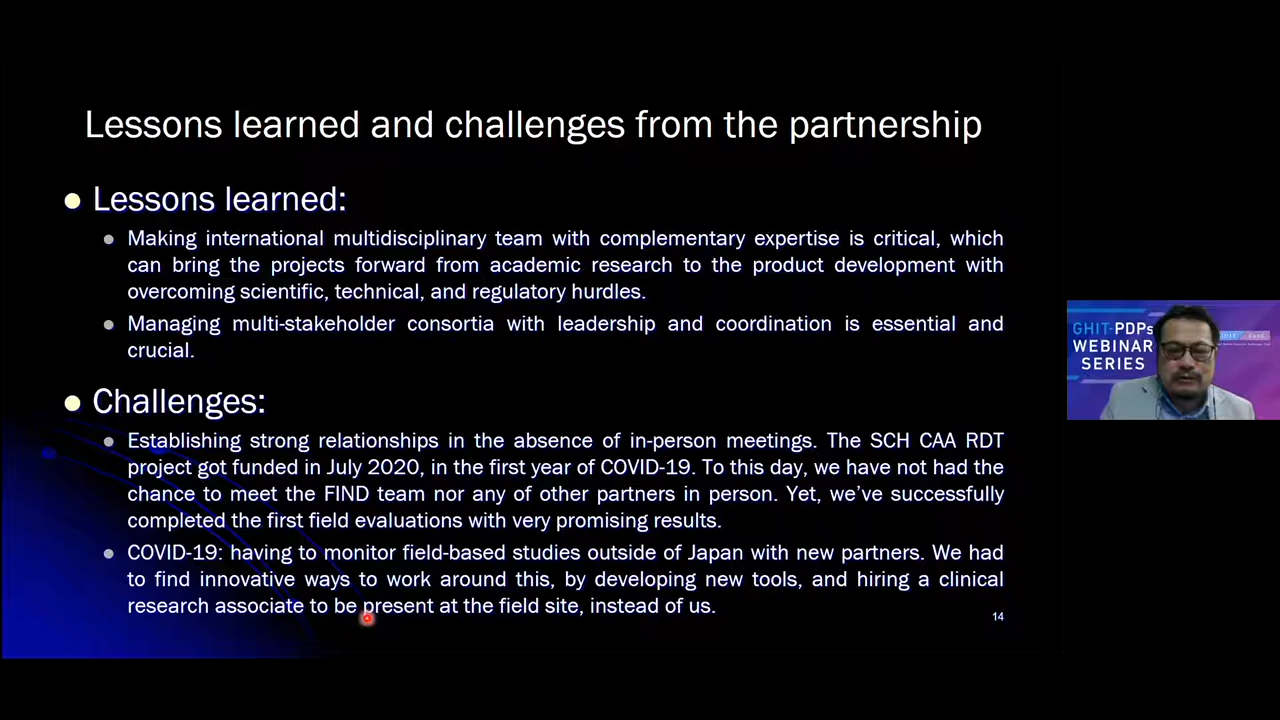 Lessons learned and challenges from the partnership
Lessons learned:
Making international multidisciplinary team with complementary expertise is critical, which
can bring the projects forward from academic research to the product development with
overcoming scientific, technical, and regulatory hurdles.
Managing multi-stakeholder consortia with leadership and coordination is essential and
crucial.
Challenges:
Establishing strong relationships in the absence of in-person meetings. The SCH CAA RDT
project got funded in July 2020, in the first year of COVID-19. To this day, we have not had the
chance to meet the FIND team nor any of other partners in person. Yet, we've successfully
completed the first field evaluations with very promising results.
COVID-19: having to monitor field-based studies outside of Japan with new partners. We had
to find innovative ways to work around this, by developing new tools, and hiring a clinical
research associate to be present at the field site, instead of us.
14
GHIT-PDPs
WEBINAR
SERIES